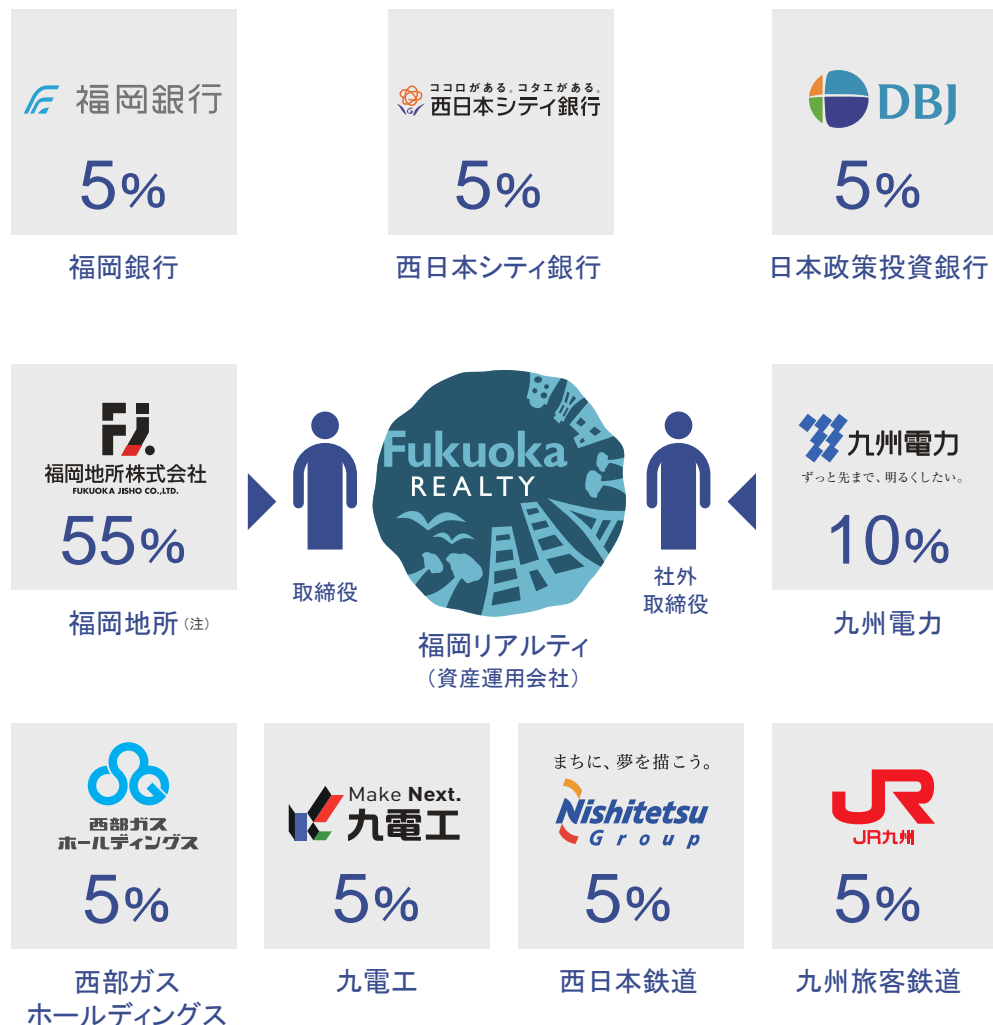 福岡銀行
5%
福岡銀行
ココロがある。コタエがある。
西日本シティ銀行
5%
西日本シティ銀行
DBJ
5%
日本政策投資銀行
FJ.
福岡地所株式会社
FUKUOKA JISHO CO.,LTD.
55%
福岡地所(注)
取締役
Fukuoka
REALTY
福岡リアルティ
(資産運用会社)
社外
取締役
九州電力
ずっと先まで、明るくしたい。
10%
九州電力
西部ガス
ホールディングス
5%
西部ガス
ホールディングス
Make Next.
九電工
5%
九電工
まちに、夢を描こう。
Nishitetsu
Group
5%
西日本鉄道
JR
JR九州
5%
九州旅客鉄道